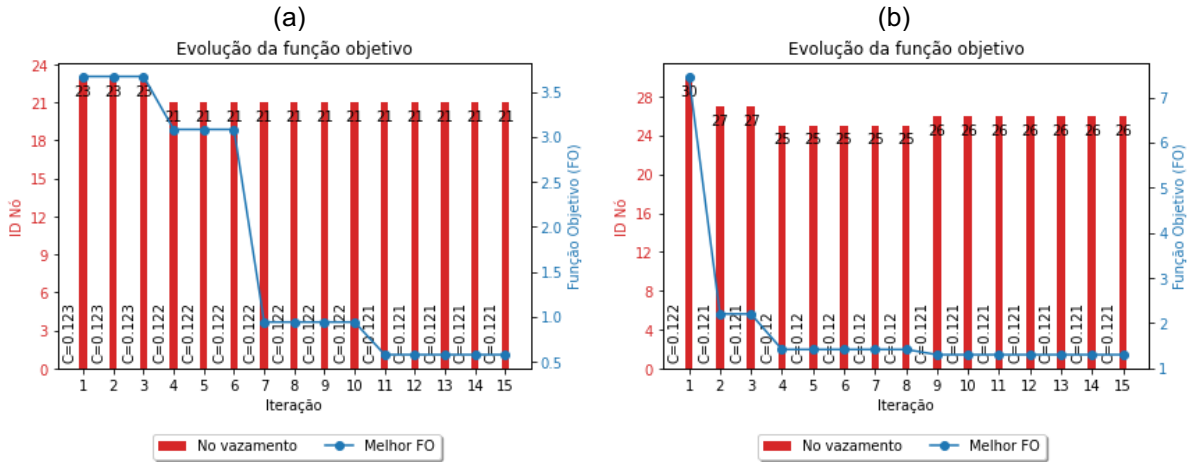 (a)
Evolução da função objetivo
24
21
18
15
12
9
6
3
0
ID Nó
23
23
23
21
21
21
21
21
21
21
21
21
21
21
21
C=0.123
C=0.123
C=0.123
C=0.122
C=0.122
C=0.122
C=0.122
C=0.122
C=0.122
C=0.122
C=0.121
C=0.121
C=0.121
C=0.121
C=0.121
3.5
3.0
2.5
2.0
1.5
1.0
0.5
Função Objetivo (FO)
1 2 3 4 5 6 7 8 9 10 11 12 13 14 15
Iteração
No vazamento Melhor FO
(b)
Evolução da função objetivo
28
24
20
16
12
8
4
0
ID Nó
30
27
27
25
25
25
25
25
26
26
26
26
26
26
26
C=0.122
C=0.121
C=0.121
C=0.12
C=0.12
C=0.12
C=0.12
C=0.12
C=0.121
C=0.121
C=0.121
C=0.121
C=0.121
C=0.121
C=0.121
7
6
5
4
3
2
1
Função Objetivo (FO)
1 2 3 4 5 6 7 8 9 10 11 12 13 14 15
Iteração
No vazamento Melhor FO